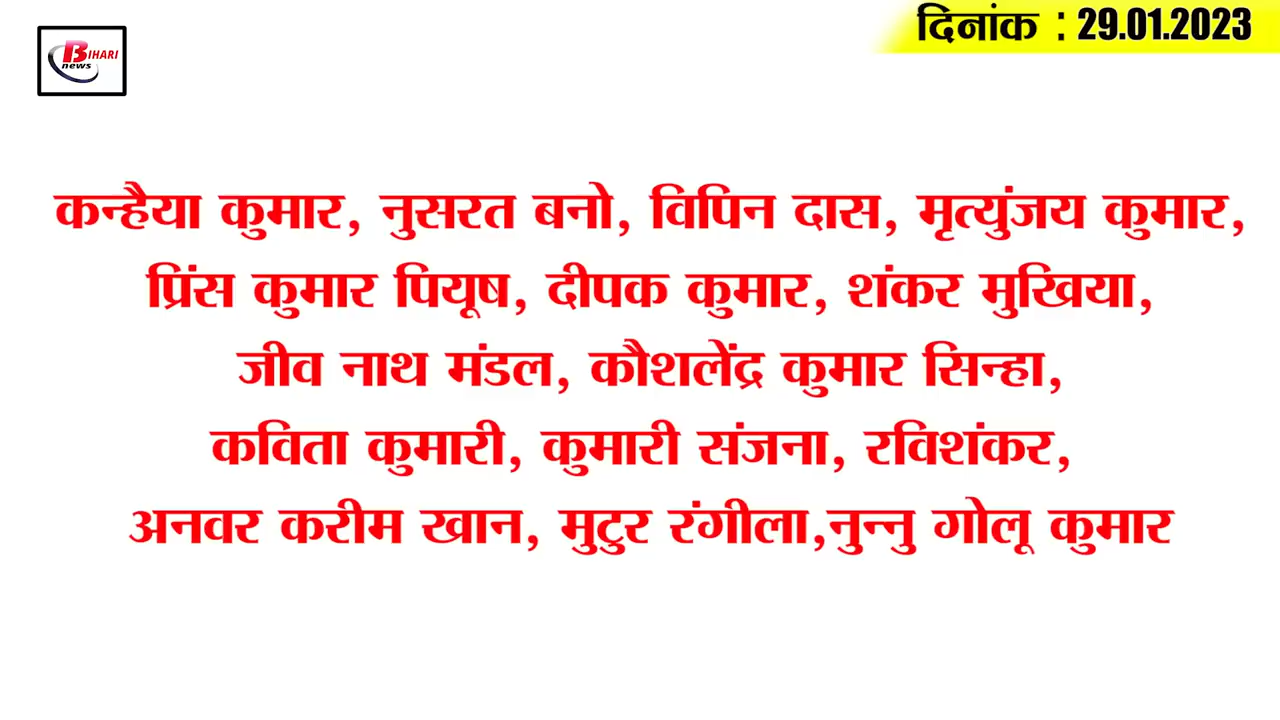 BIHARI
news
दिनांक : 29.01.2023
कन्हैया कुमार, नुसरत बनो, विपिन दास, मृत्युंजय कुमार,
प्रिंस कुमार पियूष, दीपक कुमार, शंकर मुखिया,
जीव नाथ मंडल, कौशलेंद्र कुमार सिन्हा,
कविता कुमारी, कुमारी संजना, रविशंकर,
अनवर करीम खान, मुटुर रंगीला,नुन्नु गोलू कुमार